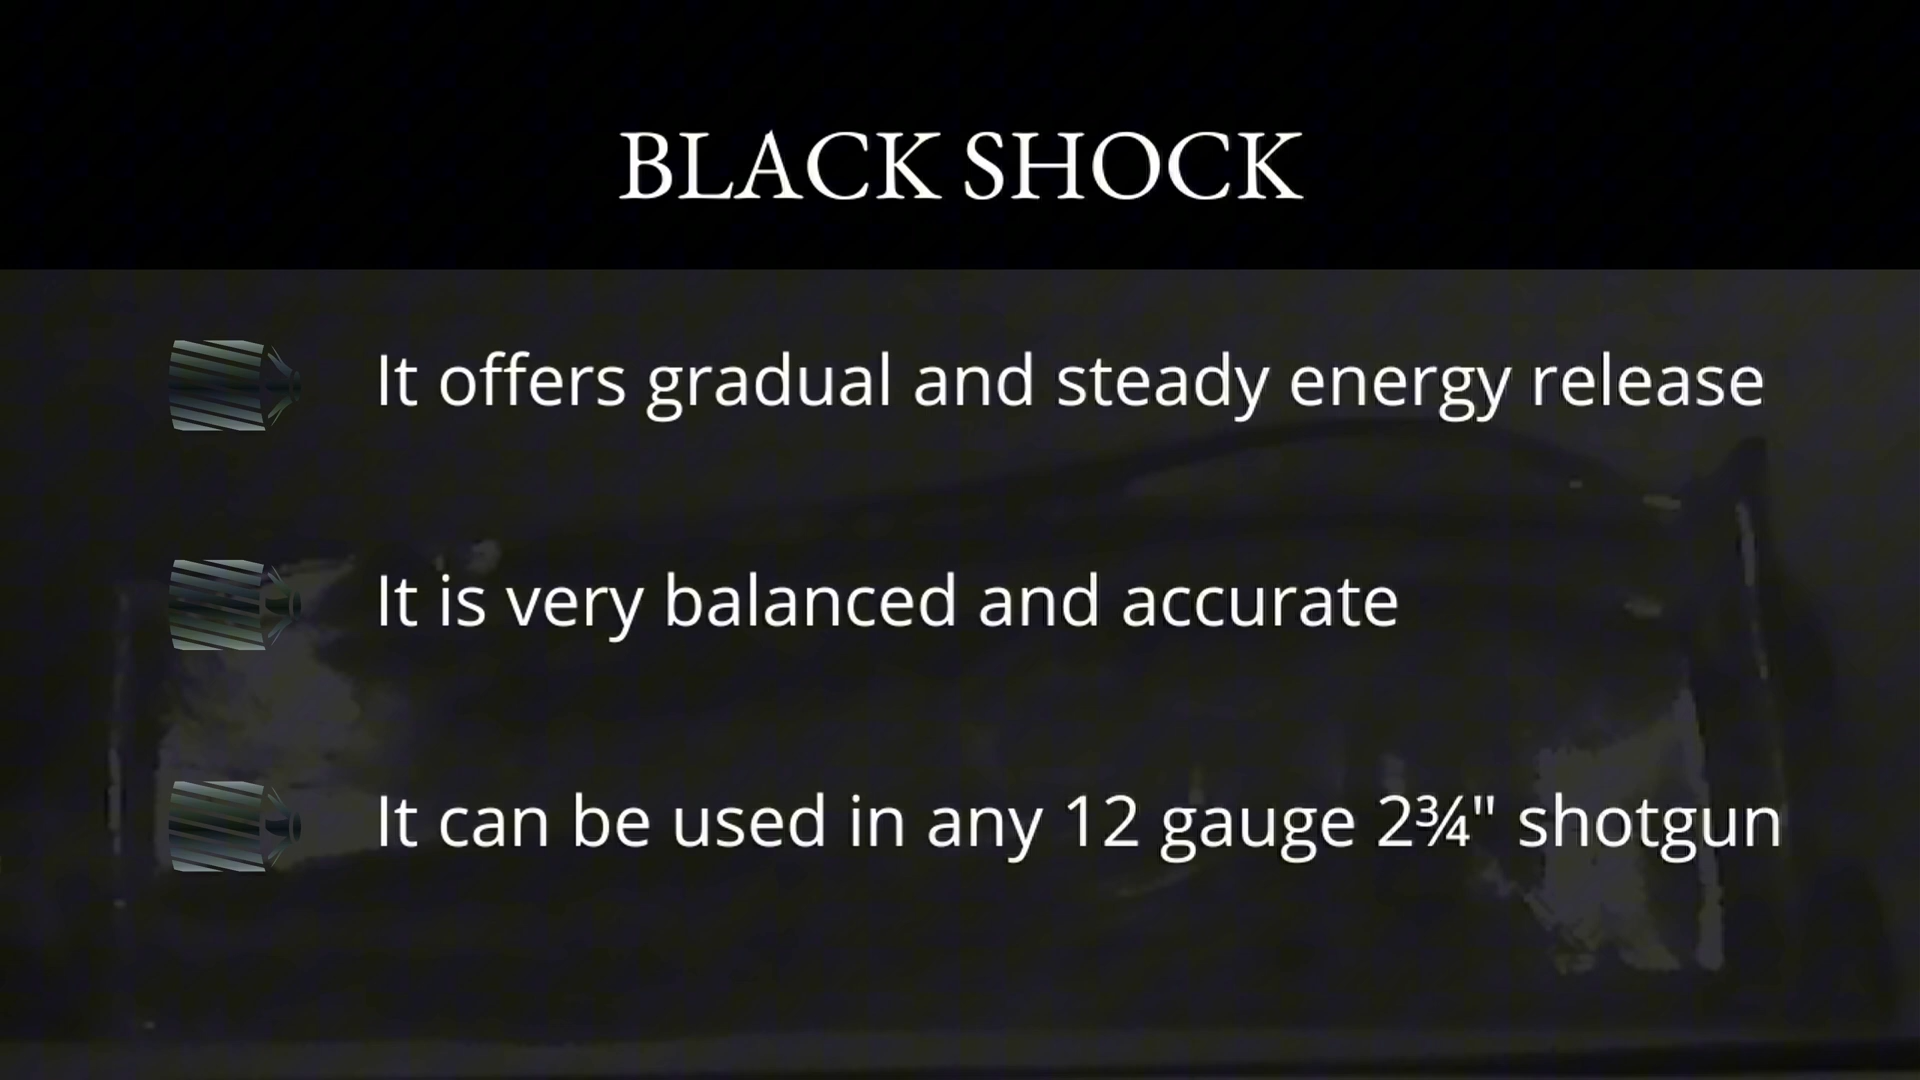 BLACK SHOCK
It offers gradual and steady energy release
It is very balanced and accurate
It can be used in any 12 gauge 2¾" shotgun